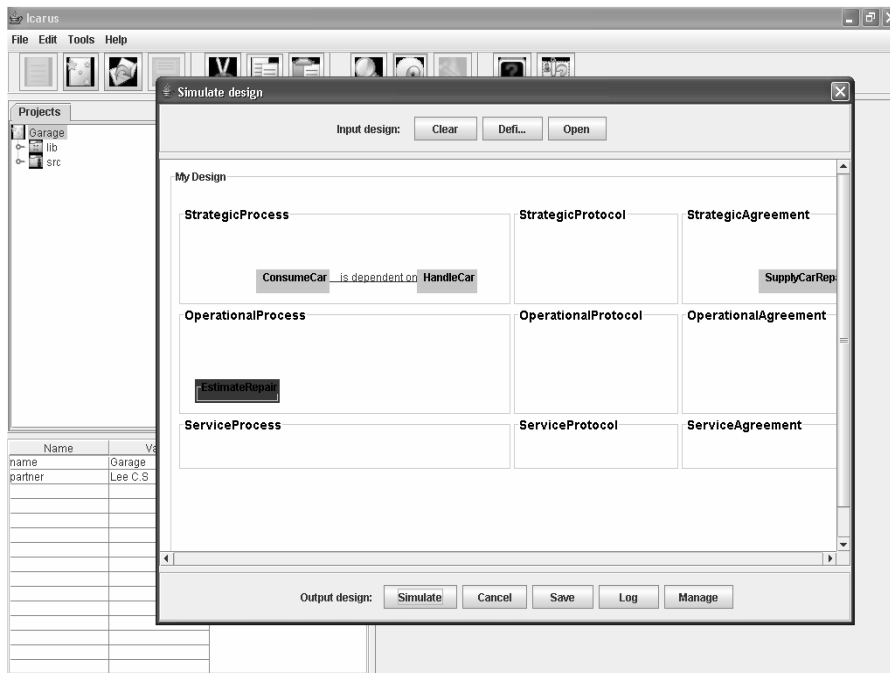 Icarus
File Edit Tools Help
Simulate design
Projects
Input design: Clear Defi... Open
Garage
lib
src
My Design
StrategicProcess StrategicProtocol StrategicAgreement
ConsumeCar is dependent on HandleCar SupplyCarRep
OperationalProcess OperationalProtocol OperationalAgreement
EstimateRepair
ServiceProcess ServiceProtocol ServiceAgreement
Name Va
name Garage
partner Lee C.S
Output design: Simulate Cancel Save Log Manage